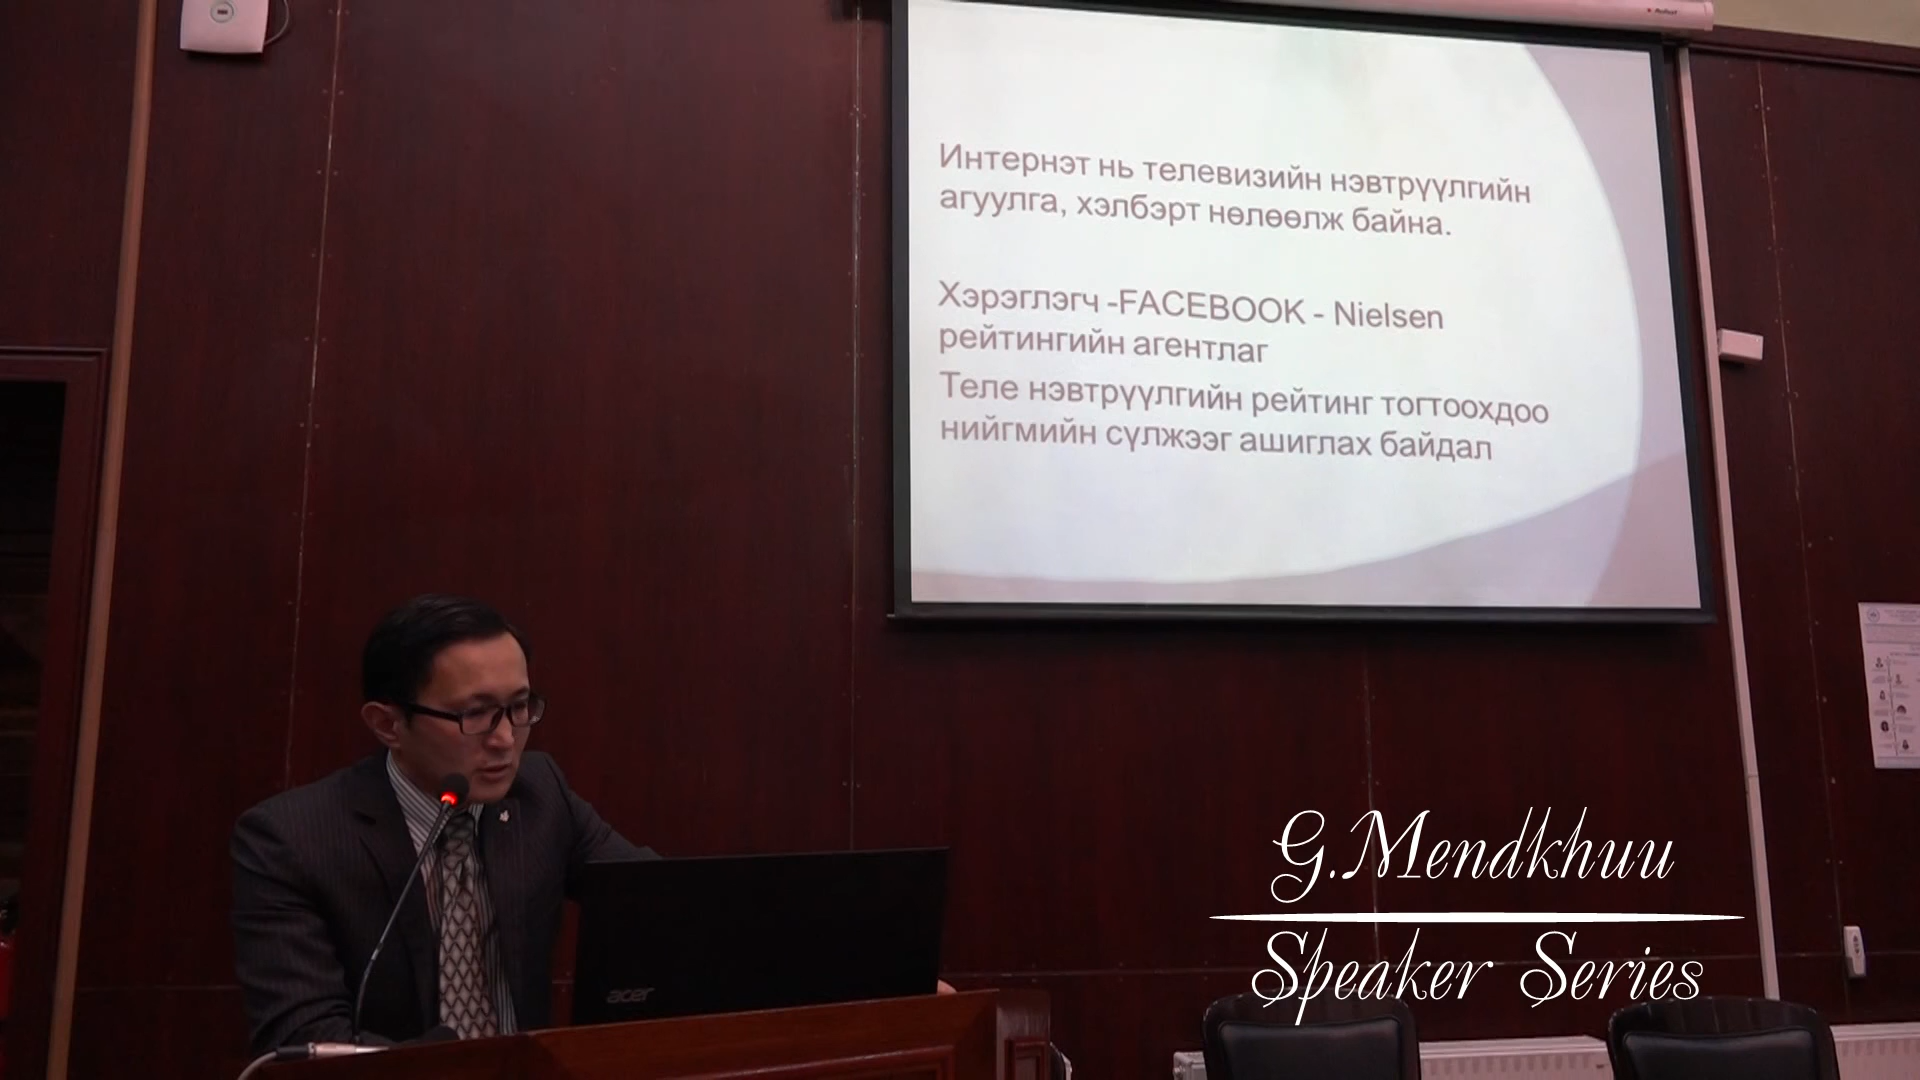 Интернэт нь телевизийн нэвтрүүлгийн
агуулга, хэлбэрт нөлөөлж байна.
Хэрэглэгч -FACEBOOK - Nielsen
рейтингийн агентлаг
Теле нэвтрүүлгийн рейтинг тогтоохдоо
нийгмийн сүлжээг ашиглах байдал
acer
G.Mendkhuu
Speaker Series